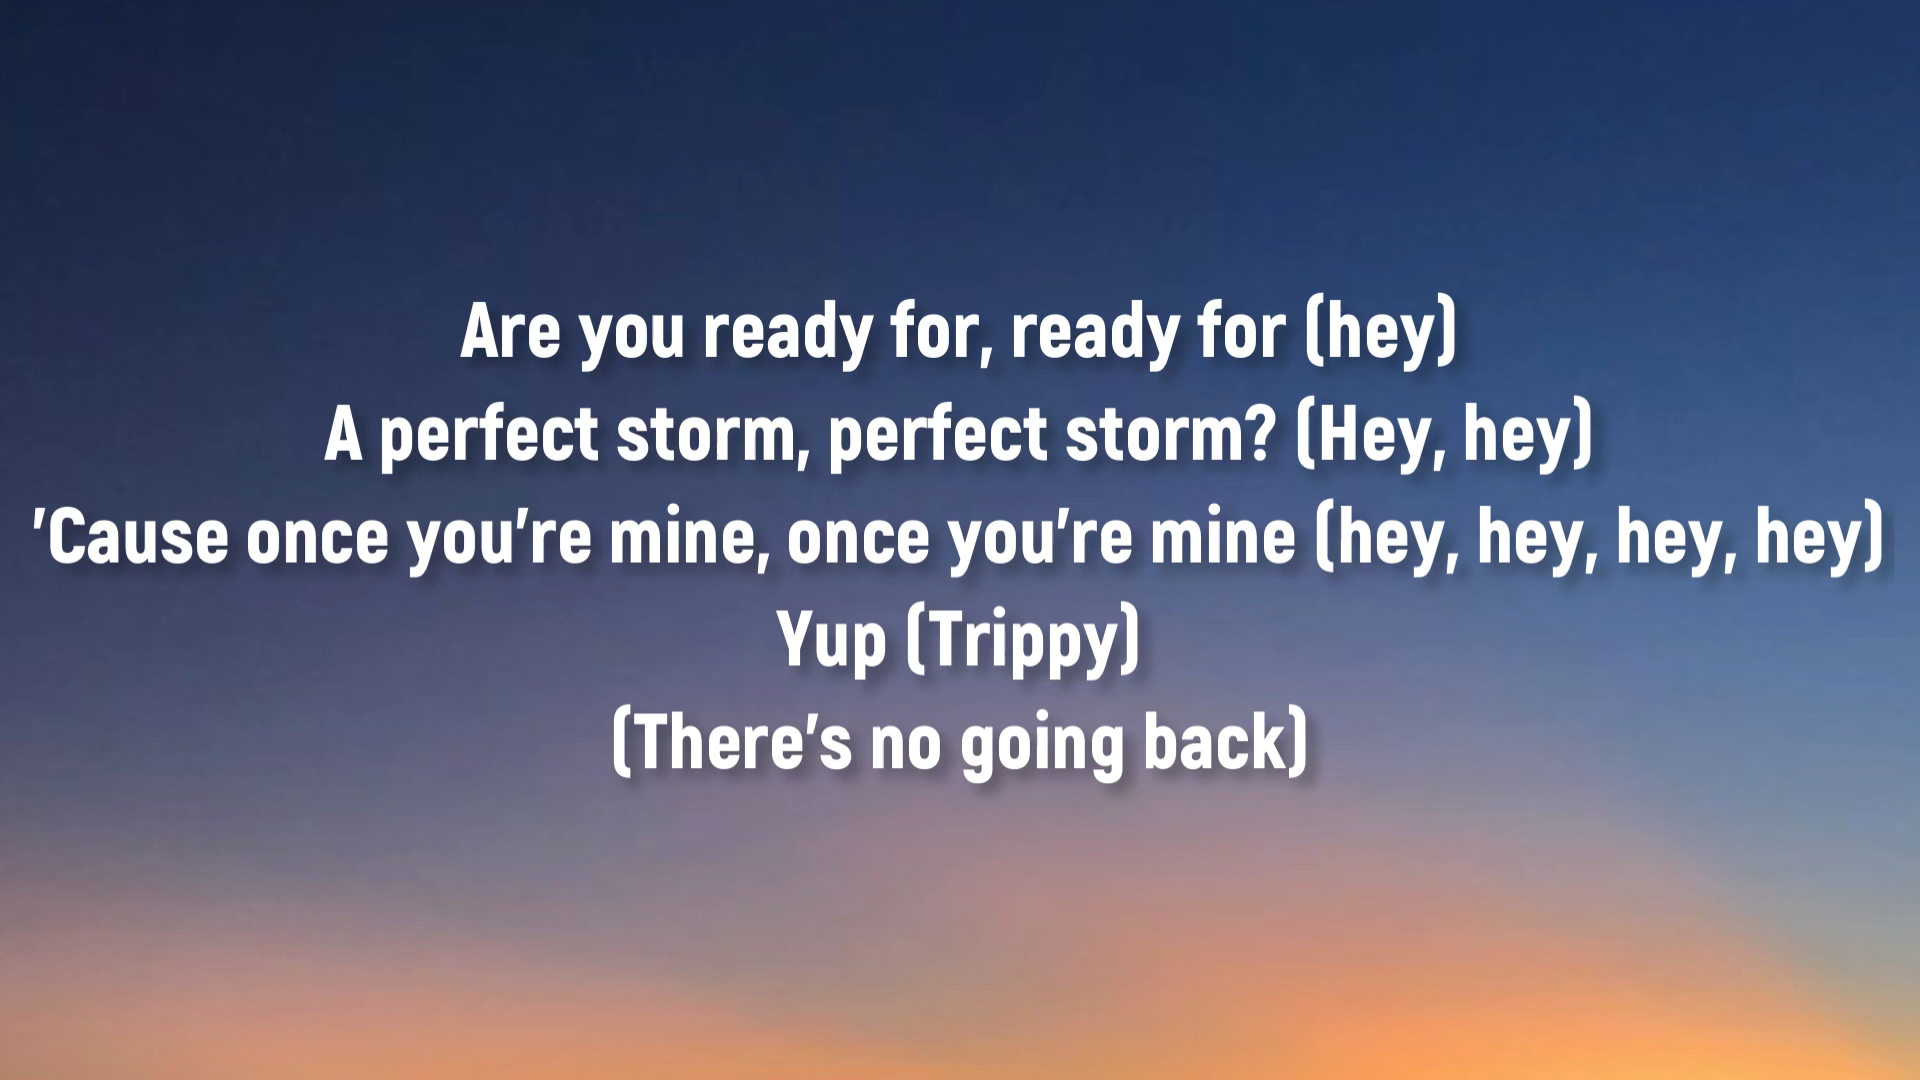 Are you ready for, ready for (hey)
A perfect storm, perfect storm? (Hey, hey)
'Cause once you're mine, once you're mine (hey, hey, hey, hey)
Yup (Trippy)
(There's no going back)